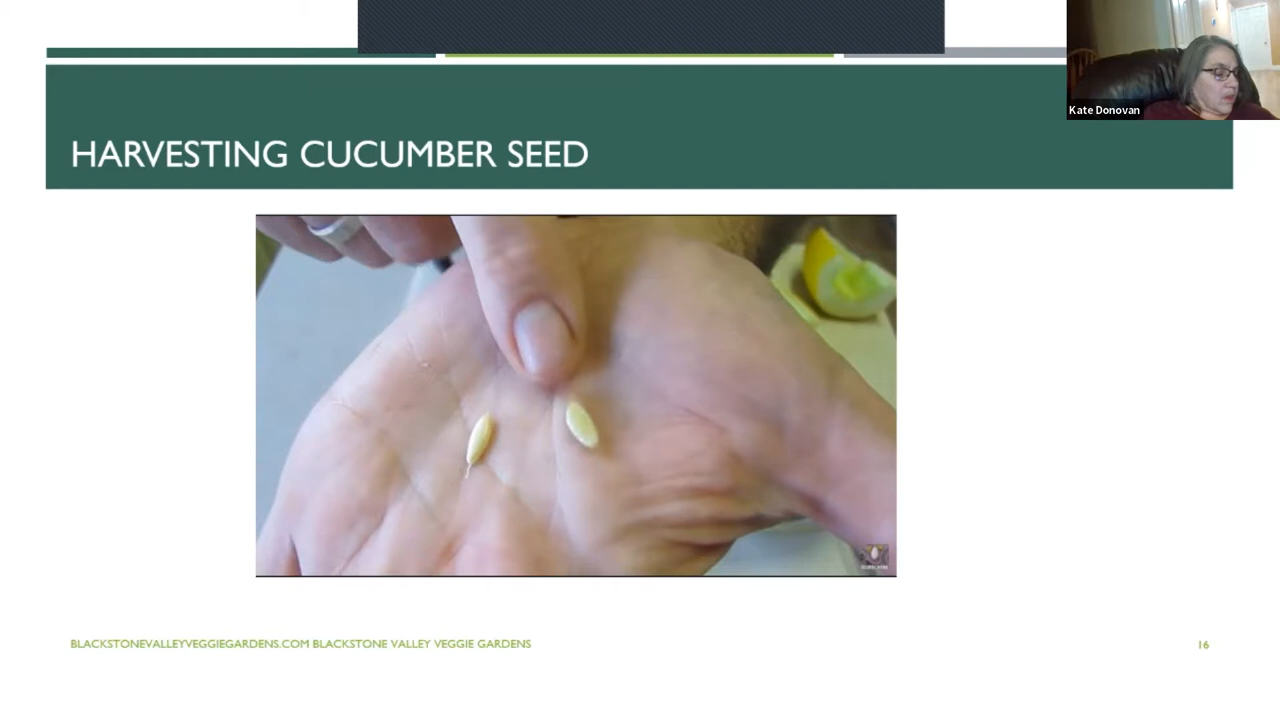 Kate Donovan
HARVESTING CUCUMBER SEED
BLACKSTONEVALLEYVEGGIEGARDENS.COM BLACKSTONE VALLEY VEGGIE GARDENS
16